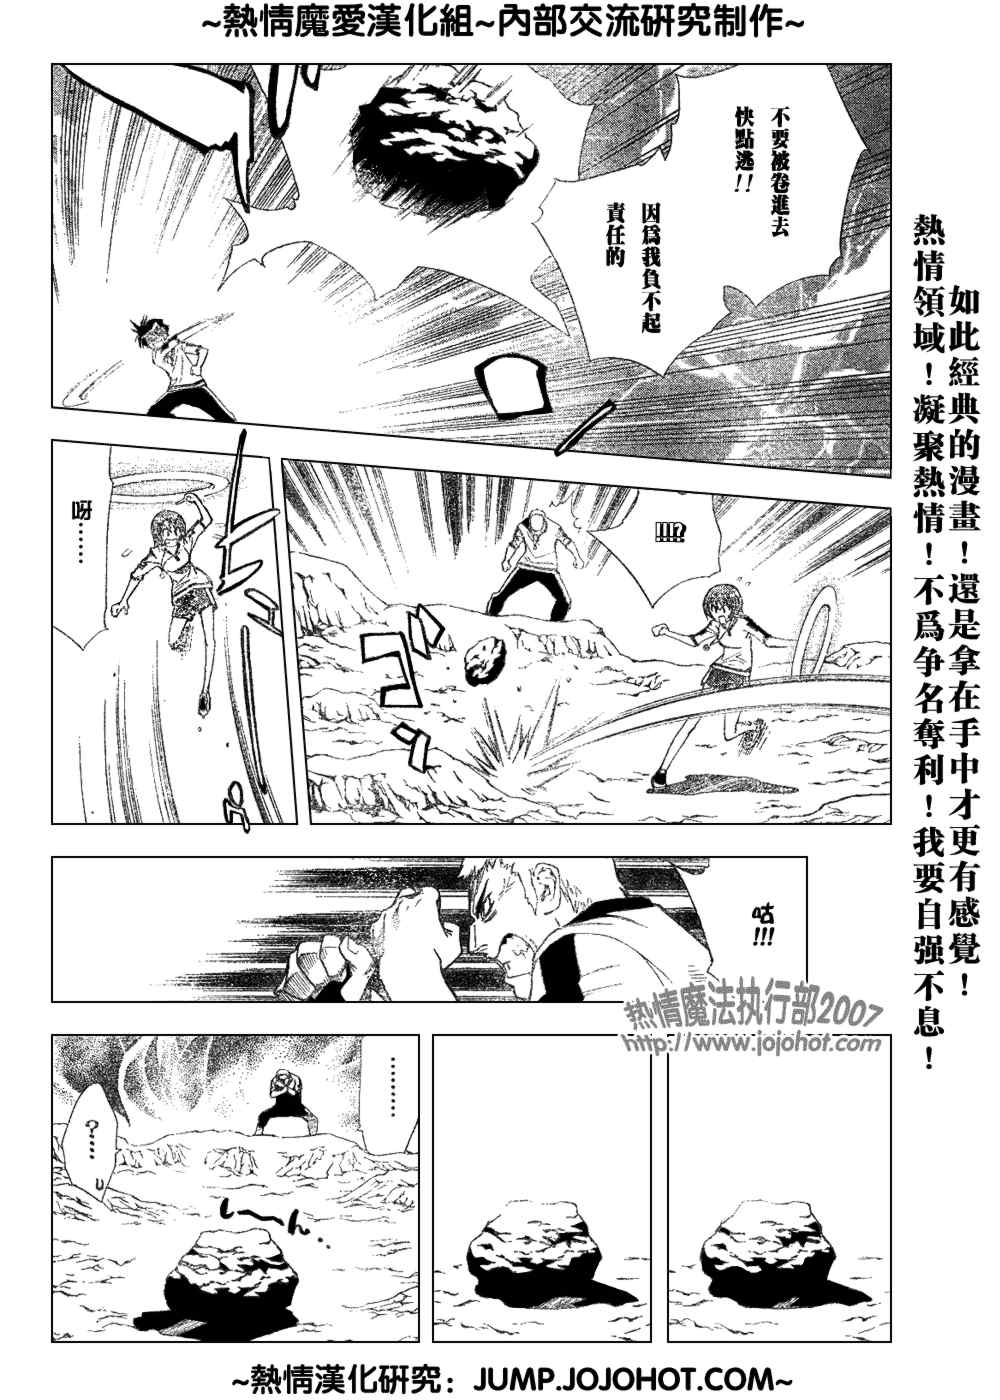 ~熱情魔愛漢化組~內部交流研究制作~
不要被卷進去
快點逃!!
因爲我負不起
責任的
!!!?
呀……
咕!!!
………
?…
し〜ん‥
熱情魔法执行部2007
http://www.jojohot.com
如此經典的漫畫！還是拿在手中才更有感覺！
熱情領域！凝聚熱情！不爲争名奪利！我要自强不息！
~熱情漢化研究：JUMP.JOJOHOT.COM~